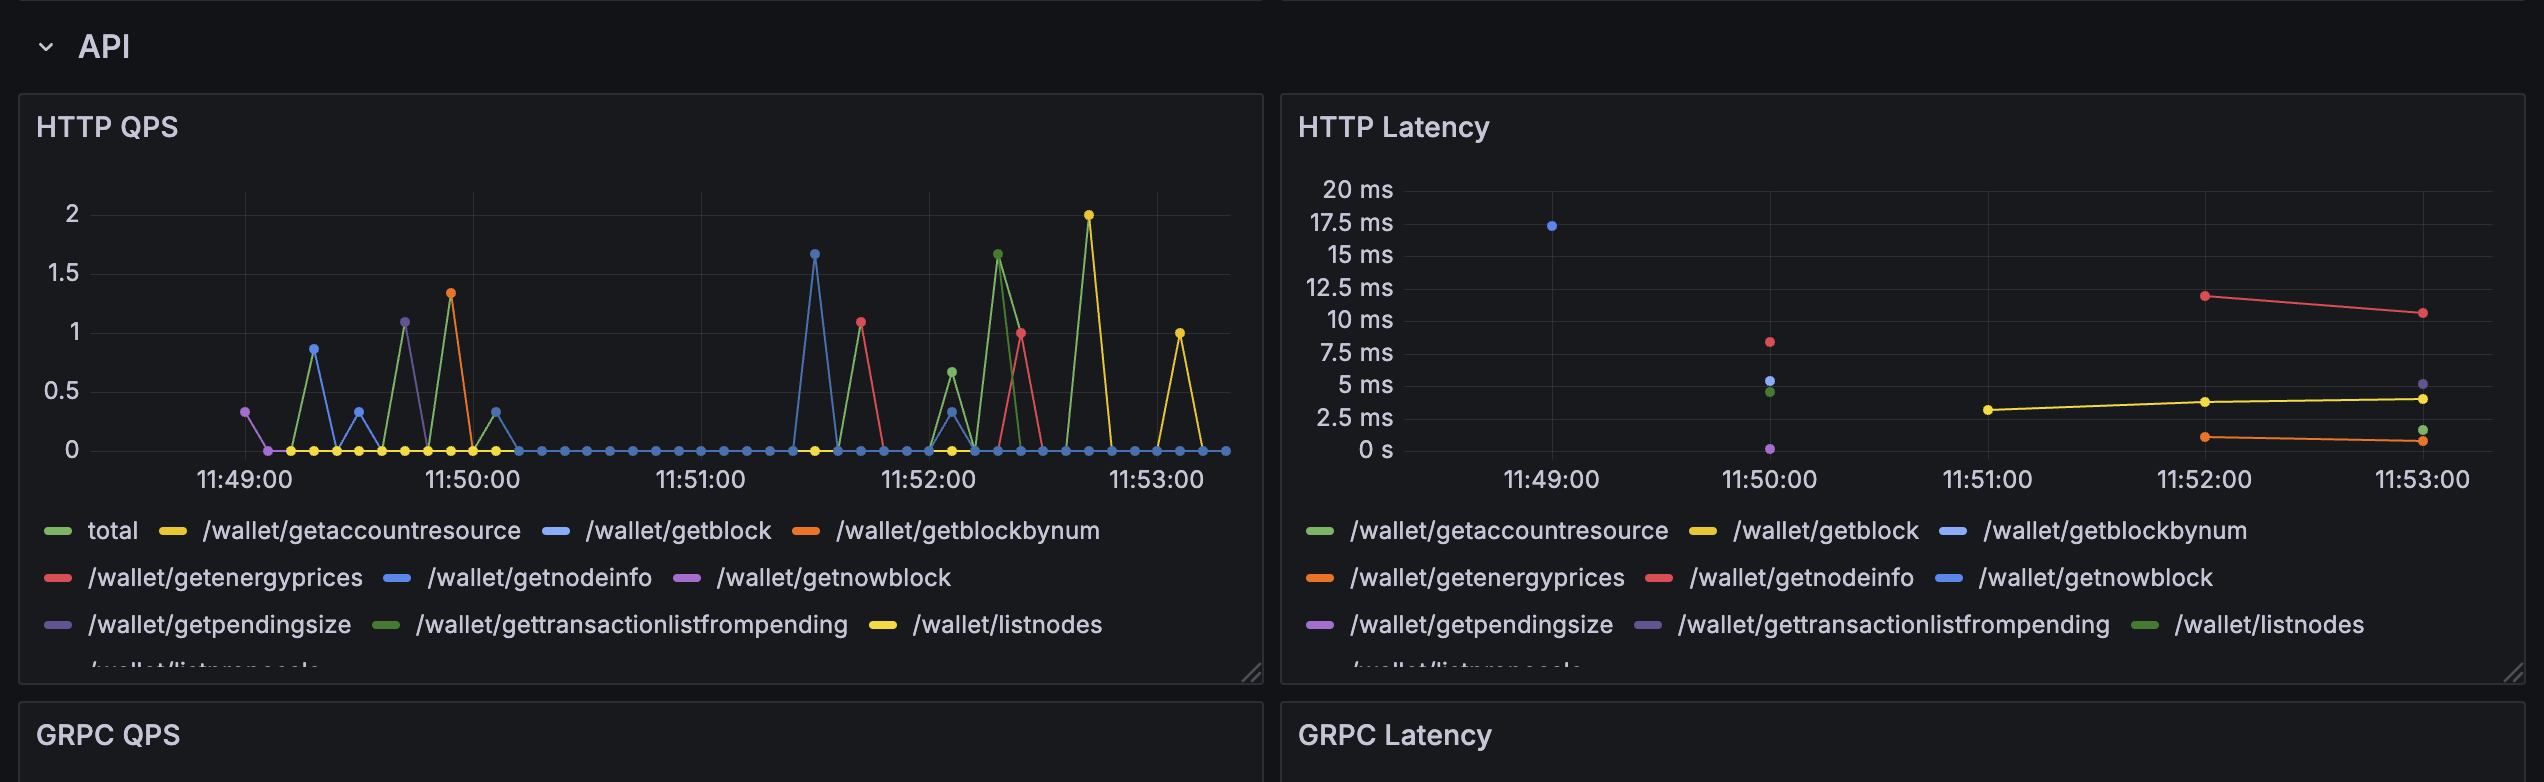 API
HTTP QPS
2
1.5
1
0.5
0
11:49:00 11:50:00 11:51:00 11:52:00 11:53:00
total /wallet/getaccountresource /wallet/getblock /wallet/getblockbynum
/wallet/getenergyprices /wallet/getnodeinfo /wallet/getnowblock
/wallet/getpendingsize /wallet/gettransactionlistfrompending /wallet/listnodes
HTTP Latency
20 ms
17.5 ms
15 ms
12.5 ms
10 ms
7.5 ms
5 ms
2.5 ms
0 s
11:49:00 11:50:00 11:51:00 11:52:00 11:53:00
/wallet/getaccountresource /wallet/getblock /wallet/getblockbynum
/wallet/getenergyprices /wallet/getnodeinfo /wallet/getnowblock
/wallet/getpendingsize /wallet/gettransactionlistfrompending /wallet/listnodes
GRPC QPS
GRPC Latency